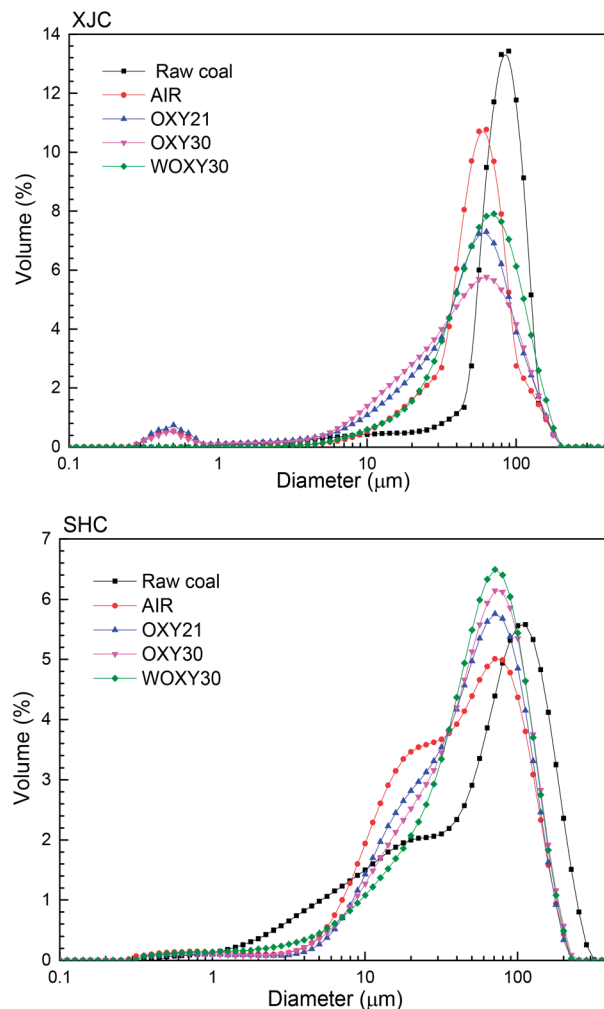 XJC
14
12
10
8
6
4
2
0
Volume (%)
Raw coal
AIR
OXY21
OXY30
WOXY30
0.1 1 10 100
Diameter (μm)
SHC
7
6
5
4
3
2
1
0
Volume (%)
Raw coal
AIR
OXY21
OXY30
WOXY30
0.1 1 10 100
Diameter (μm)